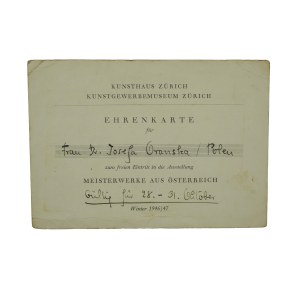 KUNSTHAUS ZÜRICH
KUNSTGEWERBEMUSEUM ZÜRICH
EHRENKARTE
für
Frau Dr. Josefa Oranska / Polen
zum freien Eintritt in die Ausstellung
MEISTERWERKE AUS ÖSTERREICH
Gültig für 28. - 31. Oktober
Winter 1946/47